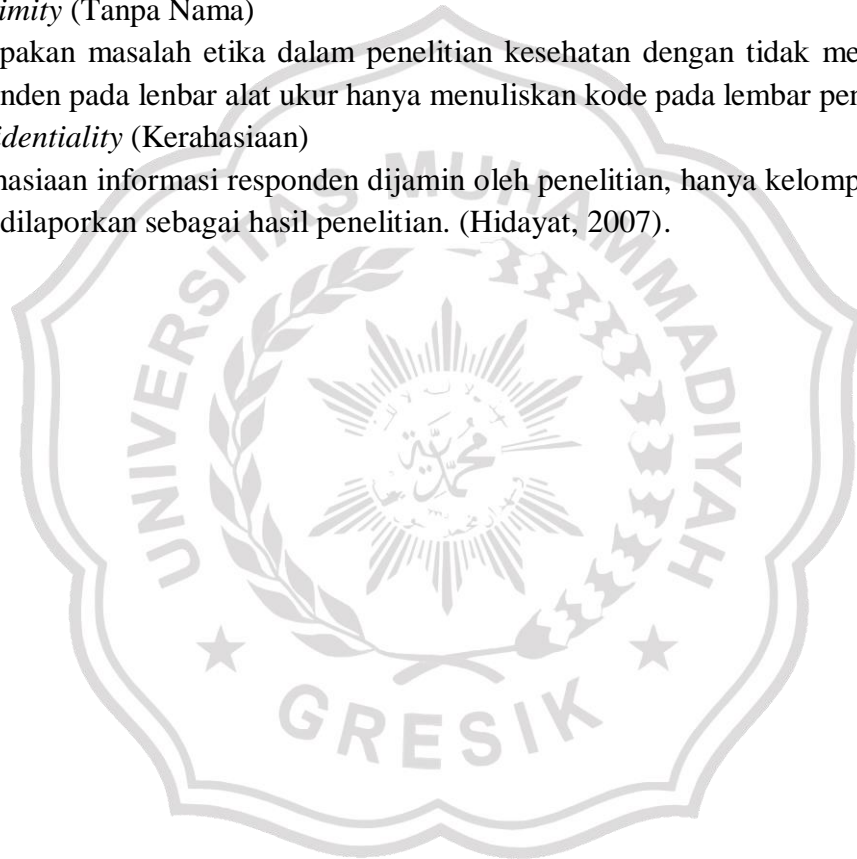 imity (Tanpa Nama)
pakan masalah etika dalam penelitian kesehatan dengan tidak me
nden pada lenbar alat ukur hanya menuliskan kode pada lembar pen
identiality (Kerahasiaan)
hasiaan informasi responden dijamin oleh penelitian, hanya kelomp
dilaporkan sebagai hasil penelitian. (Hidayat, 2007).
UNIVERSITAS MUHAMMADIYAH
محمدية
GRESIK